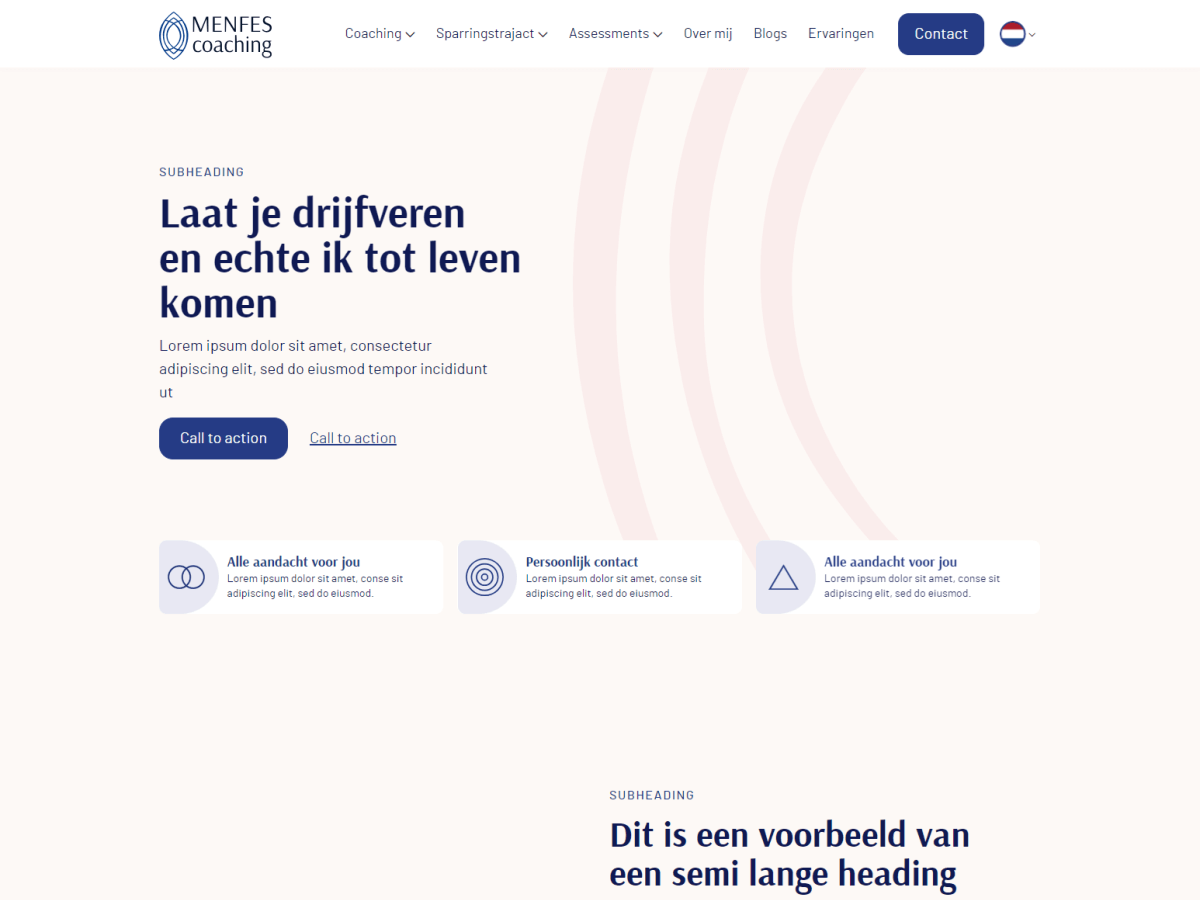 MENFES
coaching
Coaching
Sparringstraject
Assessments
Over mij
Blogs
Ervaringen
Contact
SUBHEADING
Laat je drijfveren
en echte ik tot leven
komen
Lorem ipsum dolor sit amet, consectetur
adipiscing elit, sed do eiusmod tempor incididunt
ut
Call to action
Call to action
Alle aandacht voor jou
Lorem ipsum dolor sit amet, conse sit
adipiscing elit, sed do eiusmod.
Persoonlijk contact
Lorem ipsum dolor sit amet, conse sit
adipiscing elit, sed do eiusmod.
Alle aandacht voor jou
Lorem ipsum dolor sit amet, conse sit
adipiscing elit, sed do eiusmod.
SUBHEADING
Dit is een voorbeeld van
een semi lange heading